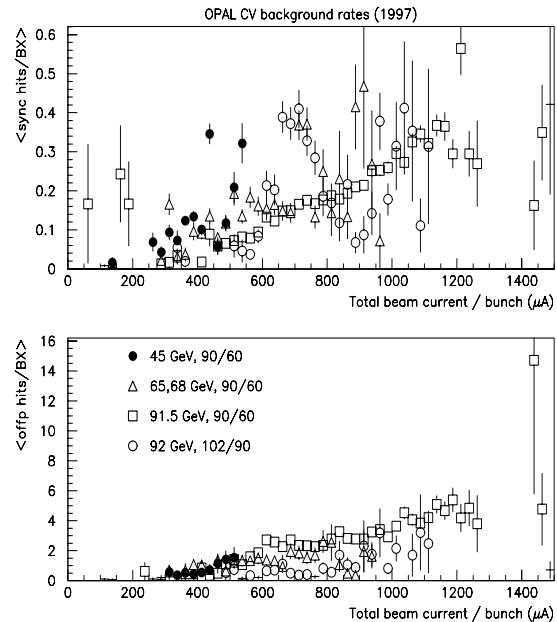 OPAL CV background rates (1997)
<sync hits/BX>
0.6
0.5
0.4
0.3
0.2
0.1
0
0 200 400 600 800 1000 1200 1400
Total beam current / bunch (μA)
<offp hits/BX>
16
14
12
10
8
6
4
2
0
45 GeV, 90/60
65,68 GeV, 90/60
91.5 GeV, 90/60
92 GeV, 102/90
0 200 400 600 800 1000 1200 1400
Total beam current / bunch (μA)